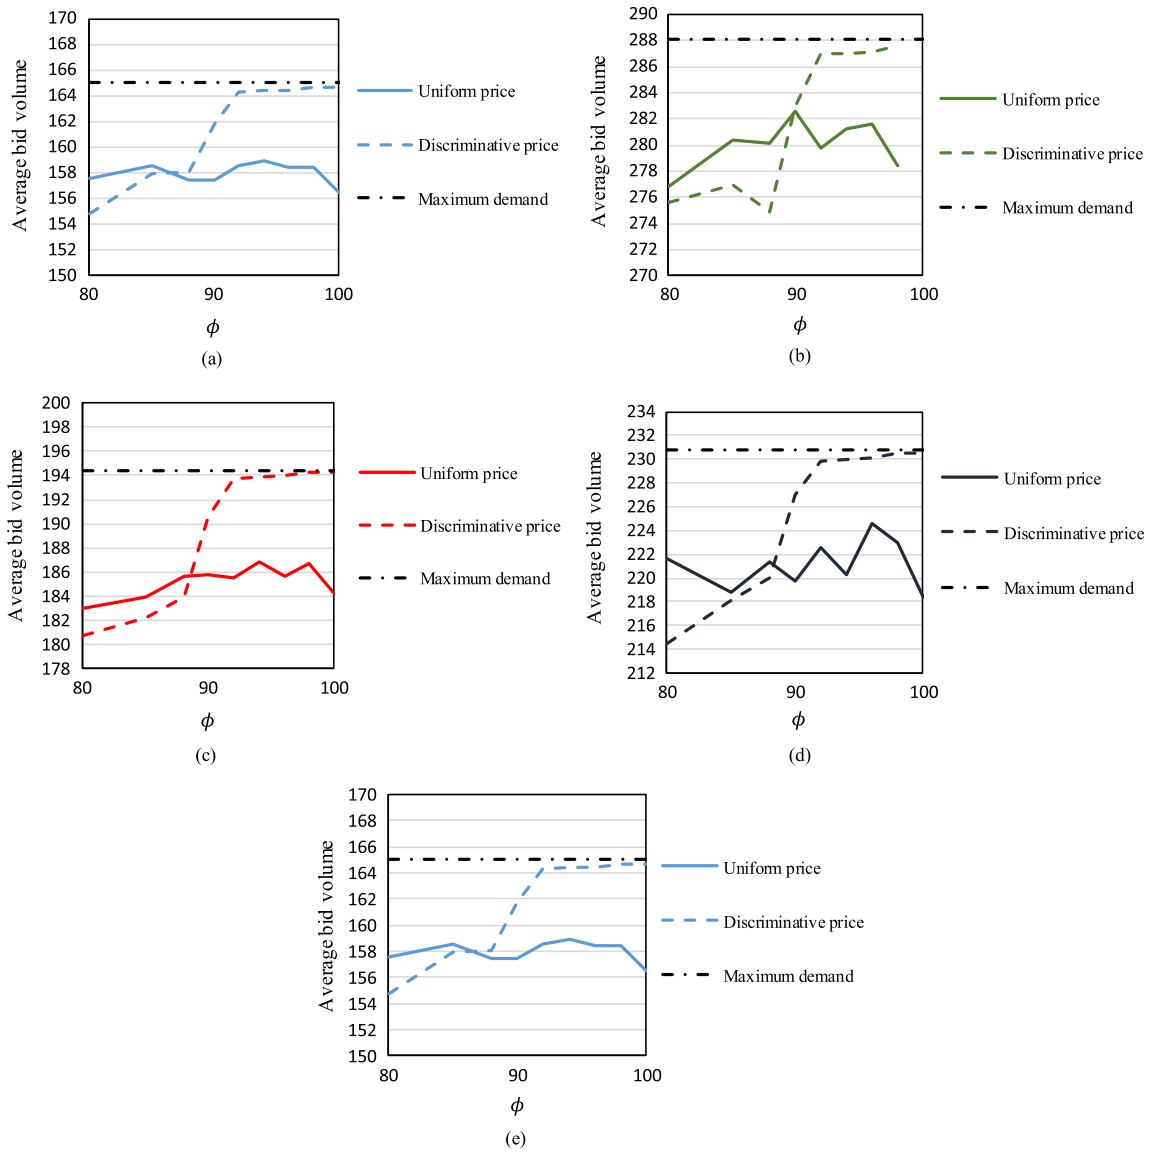 Average bid volume
170
168
166
164
162
160
158
156
154
152
150
80
90
100
ϕ
(a)
Uniform price
Discriminative price
Maximum demand
Average bid volume
290
288
286
284
282
280
278
276
274
272
270
80
90
100
ϕ
(b)
Uniform price
Discriminative price
Maximum demand
Average bid volume
200
198
196
194
192
190
188
186
184
182
180
178
80
90
100
ϕ
(c)
Uniform price
Discriminative price
Maximum demand
Average bid volume
234
232
230
228
226
224
222
220
218
216
214
212
80
90
100
ϕ
(d)
Uniform price
Discriminative price
Maximum demand
Average bid volume
170
168
166
164
162
160
158
156
154
152
150
80
90
100
ϕ
(e)
Uniform price
Discriminative price
Maximum demand